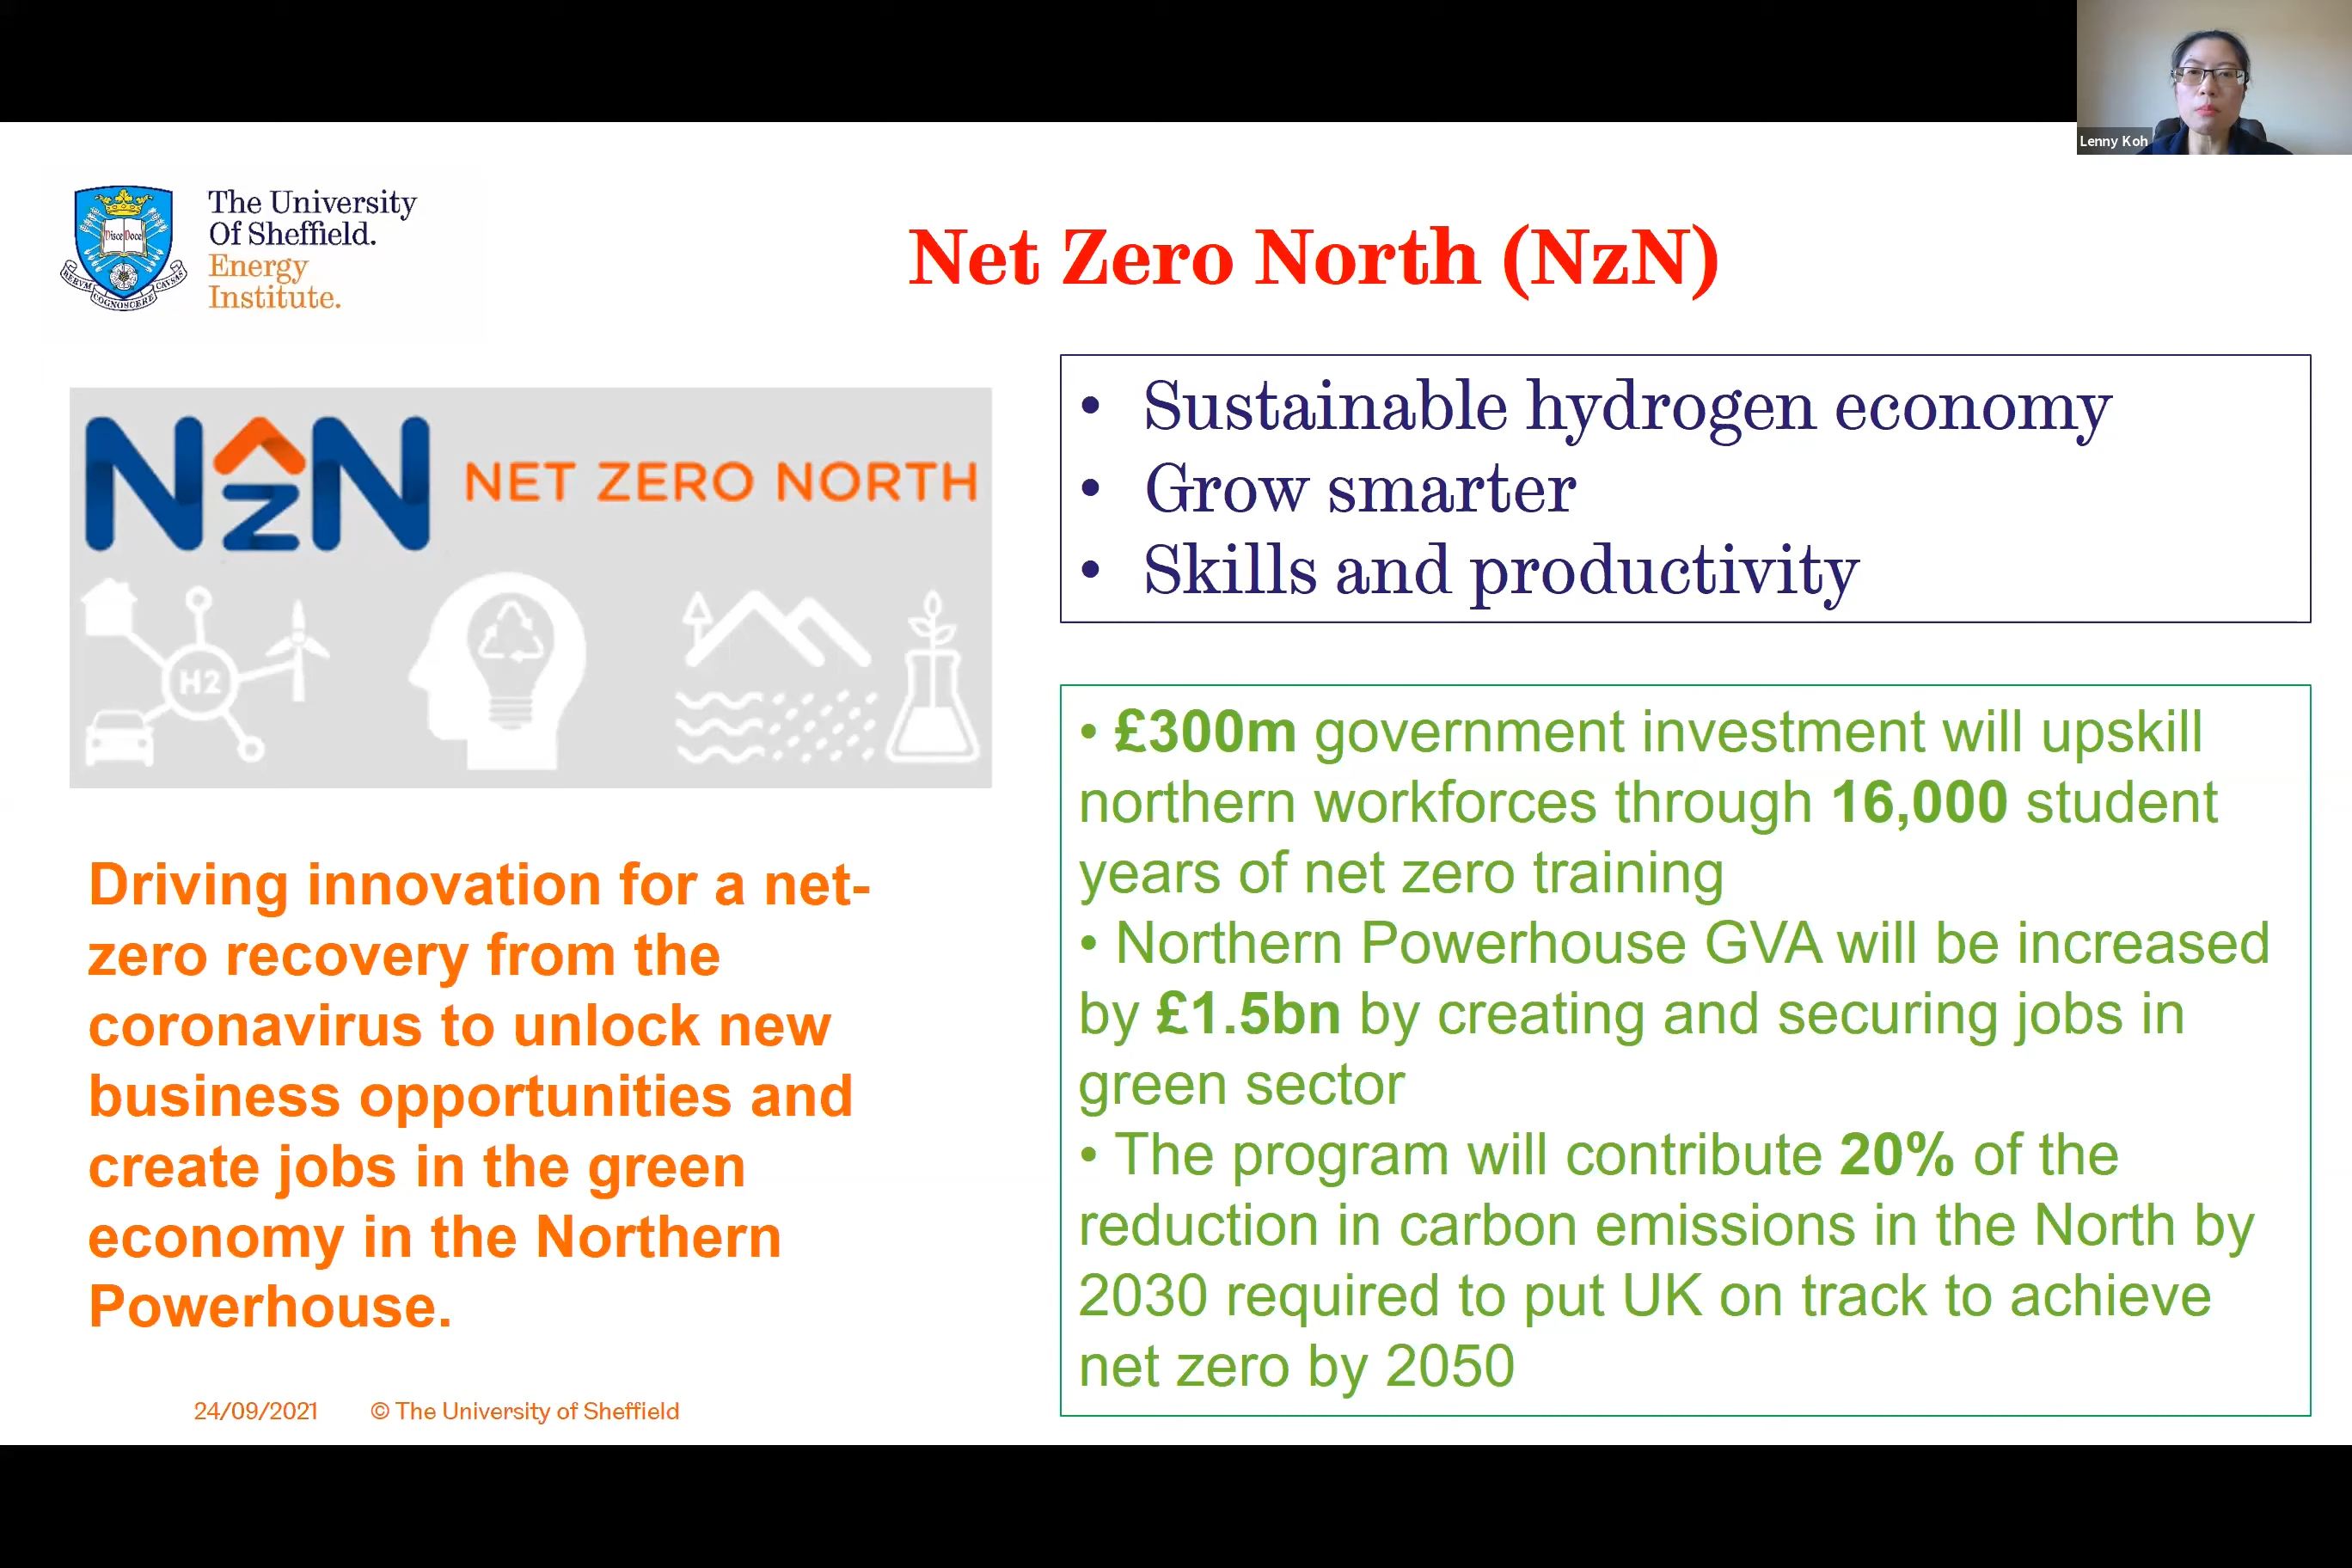 Lenny Koh
The University
Of Sheffield.
Energy
Institute.
Disce Doce
RERVM COGNOSCERE CAVSAS
Net Zero North (NzN)
NzN NET ZERO NORTH
H2
• Sustainable hydrogen economy
• Grow smarter
• Skills and productivity
Driving innovation for a net-
zero recovery from the
coronavirus to unlock new
business opportunities and
create jobs in the green
economy in the Northern
Powerhouse.
• £300m government investment will upskill
northern workforces through 16,000 student
years of net zero training
• Northern Powerhouse GVA will be increased
by £1.5bn by creating and securing jobs in
green sector
• The program will contribute 20% of the
reduction in carbon emissions in the North by
2030 required to put UK on track to achieve
net zero by 2050
24/09/2021 © The University of Sheffield